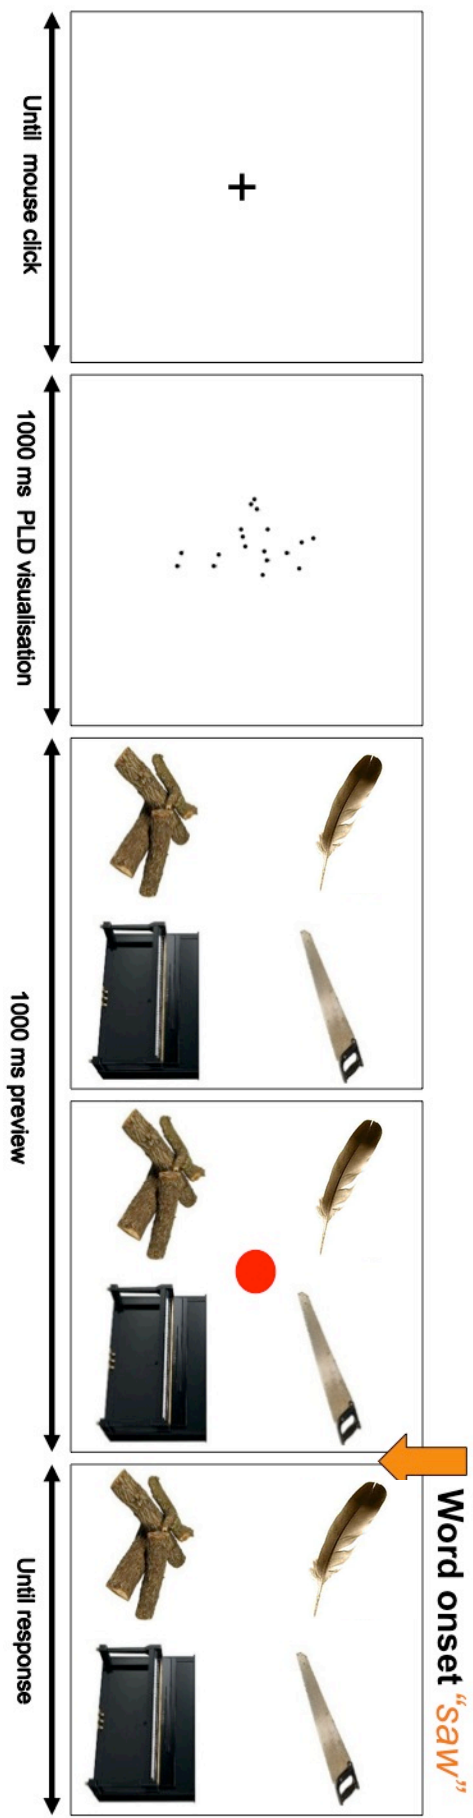 Word onset "saw"
Until mouse click
1000 ms PLD visualisation
1000 ms preview
Until response